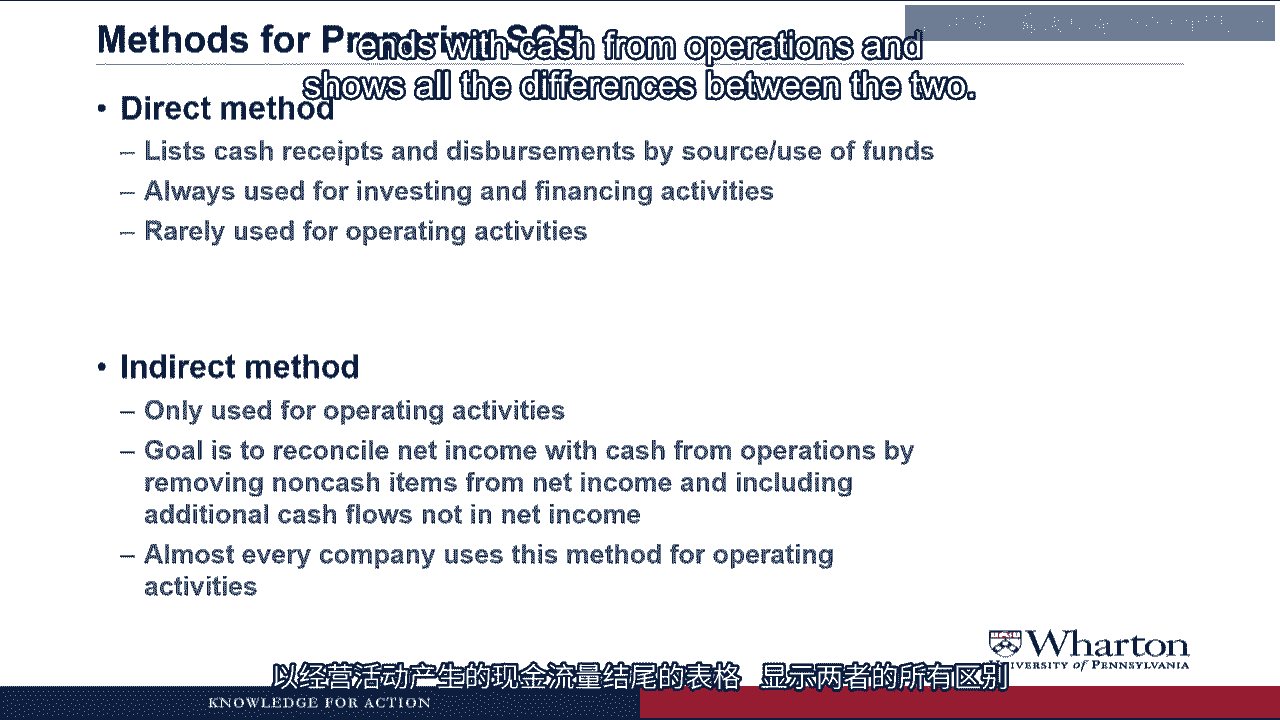 Methods for Preparing SCF
ends with cash from operations and
shows all the differences between the two.
• Direct method
– Lists cash receipts and disbursements by source/use of funds
– Always used for investing and financing activities
– Rarely used for operating activities
• Indirect method
– Only used for operating activities
– Goal is to reconcile net income with cash from operations by
removing noncash items from net income and including
additional cash flows not in net income
– Almost every company uses this method for operating
activities
Wharton
UNIVERSITY of PENNSYLVANIA
以经营活动产生的现金流量结尾的表格 显示两者的所有区别
KNOWLEDGE FOR ACTION